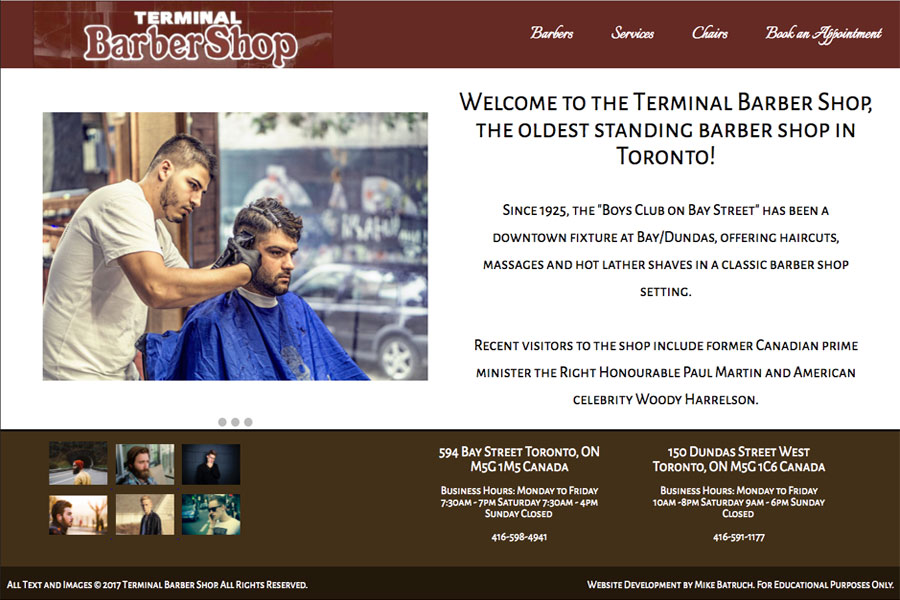 TERMINAL
BarberShop
Barbers
Services
Chairs
Book an Appointment
Welcome to the Terminal Barber Shop,
the oldest standing barber shop in
Toronto!
Since 1925, the "Boys Club on Bay Street" has been a
downtown fixture at Bay/Dundas, offering haircuts,
massages and hot lather shaves in a classic barber shop
setting.
Recent visitors to the shop include former Canadian prime
minister the Right Honourable Paul Martin and American
celebrity Woody Harrelson.
594 Bay Street Toronto, ON
M5G 1M5 Canada
Business Hours: Monday to Friday
7:30am - 7pm Saturday 7:30am - 4pm
Sunday Closed
416-598-4941
150 Dundas Street West
Toronto, ON M5G 1C6 Canada
Business Hours: Monday to Friday
10am -8pm Saturday 9am - 6pm Sunday
Closed
416-591-1177
All Text and Images © 2017 Terminal Barber Shop. All Rights Reserved.
Website Development by Mike Batruch. For Educational Purposes Only.